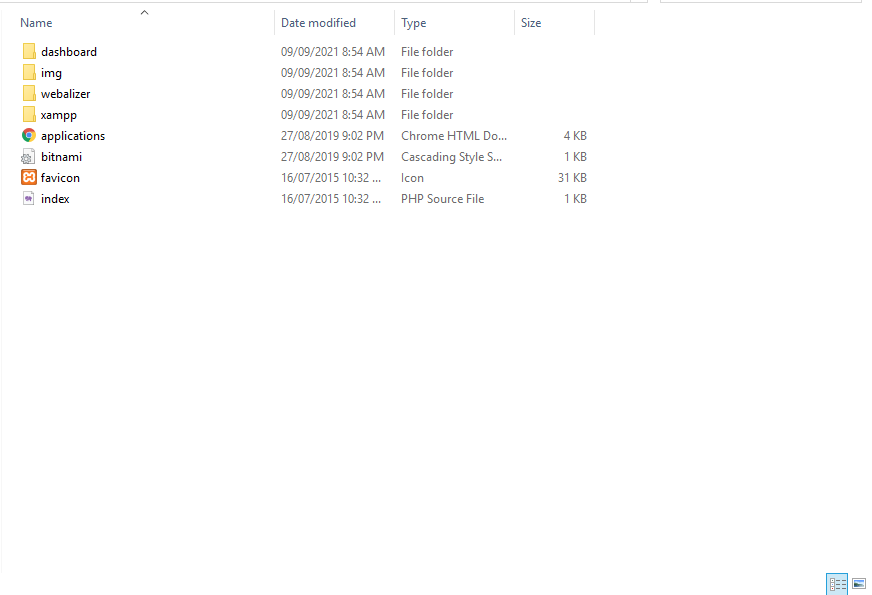 Name Date modified Type Size
dashboard 09/09/2021 8:54 AM File folder
img 09/09/2021 8:54 AM File folder
webalizer 09/09/2021 8:54 AM File folder
xampp 09/09/2021 8:54 AM File folder
applications 27/08/2019 9:02 PM Chrome HTML Do... 4 KB
bitnami 27/08/2019 9:02 PM Cascading Style S... 1 KB
favicon 16/07/2015 10:32 ... Icon 31 KB
index 16/07/2015 10:32 ... PHP Source File 1 KB